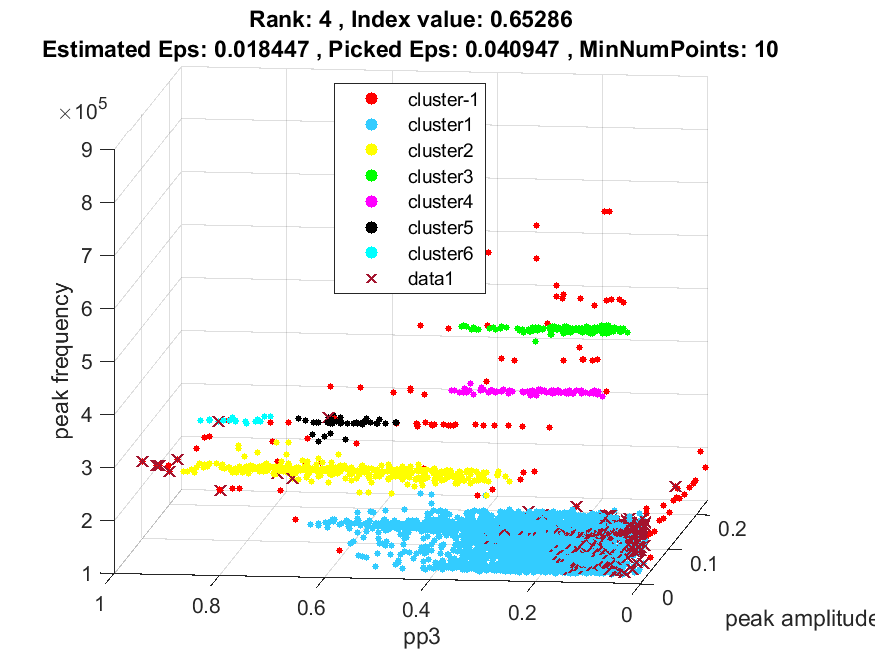 Rank: 4 , Index value: 0.65286
Estimated Eps: 0.018447 , Picked Eps: 0.040947 , MinNumPoints: 10
×10⁵
9
8
7
6
5
4
3
2
1
peak frequency
cluster-1
cluster1
cluster2
cluster3
cluster4
cluster5
cluster6
data1
1
0.8
0.6
0.4
0.2
0
pp3
0
0.1
0.2
peak amplitude